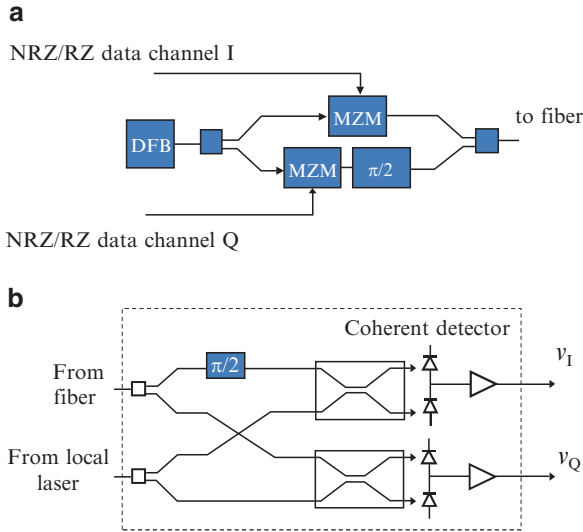 a
NRZ/RZ data channel I
MZM
to fiber
DFB
MZM
π/2
NRZ/RZ data channel Q
b
Coherent detector
π/2
v_I
From
fiber
From local
laser
v_Q